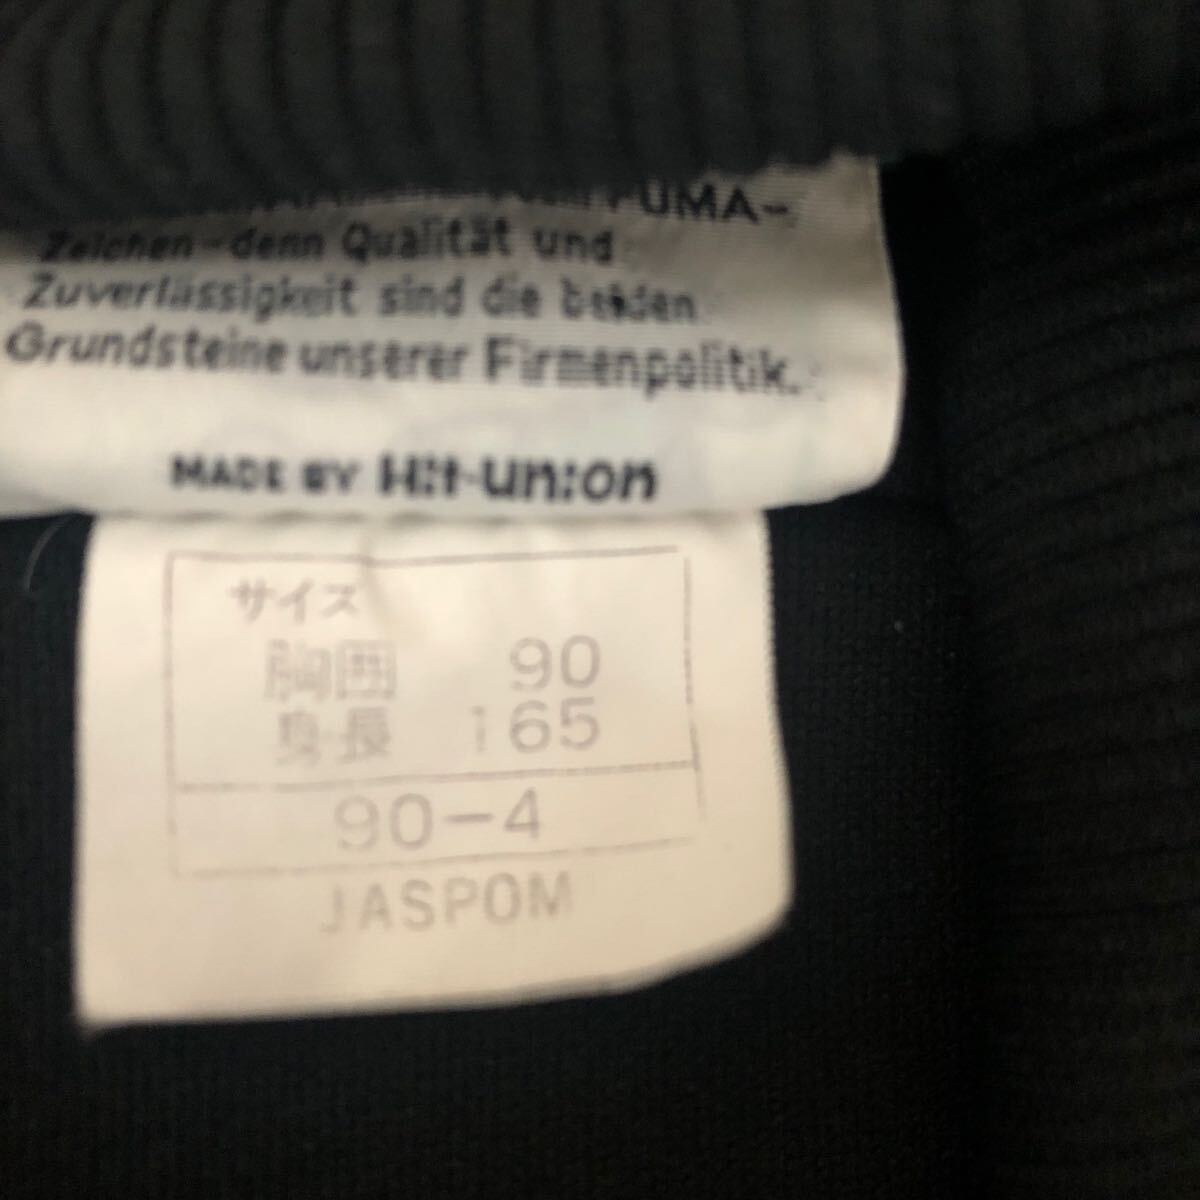 PUMA-
Zeichen-denn Qualität und
Zuverlässigkeit sind die beiden
Grundsteine unserer Firmenpolitik.
MADE BY Hit-union
サイズ
胸囲 90
身長 165
90-4
JASPOM